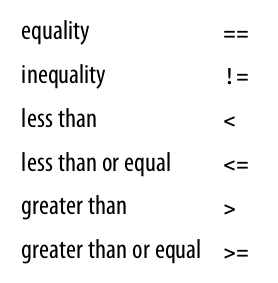 equality ==
inequality !=
less than <
less than or equal <=
greater than >
greater than or equal >=